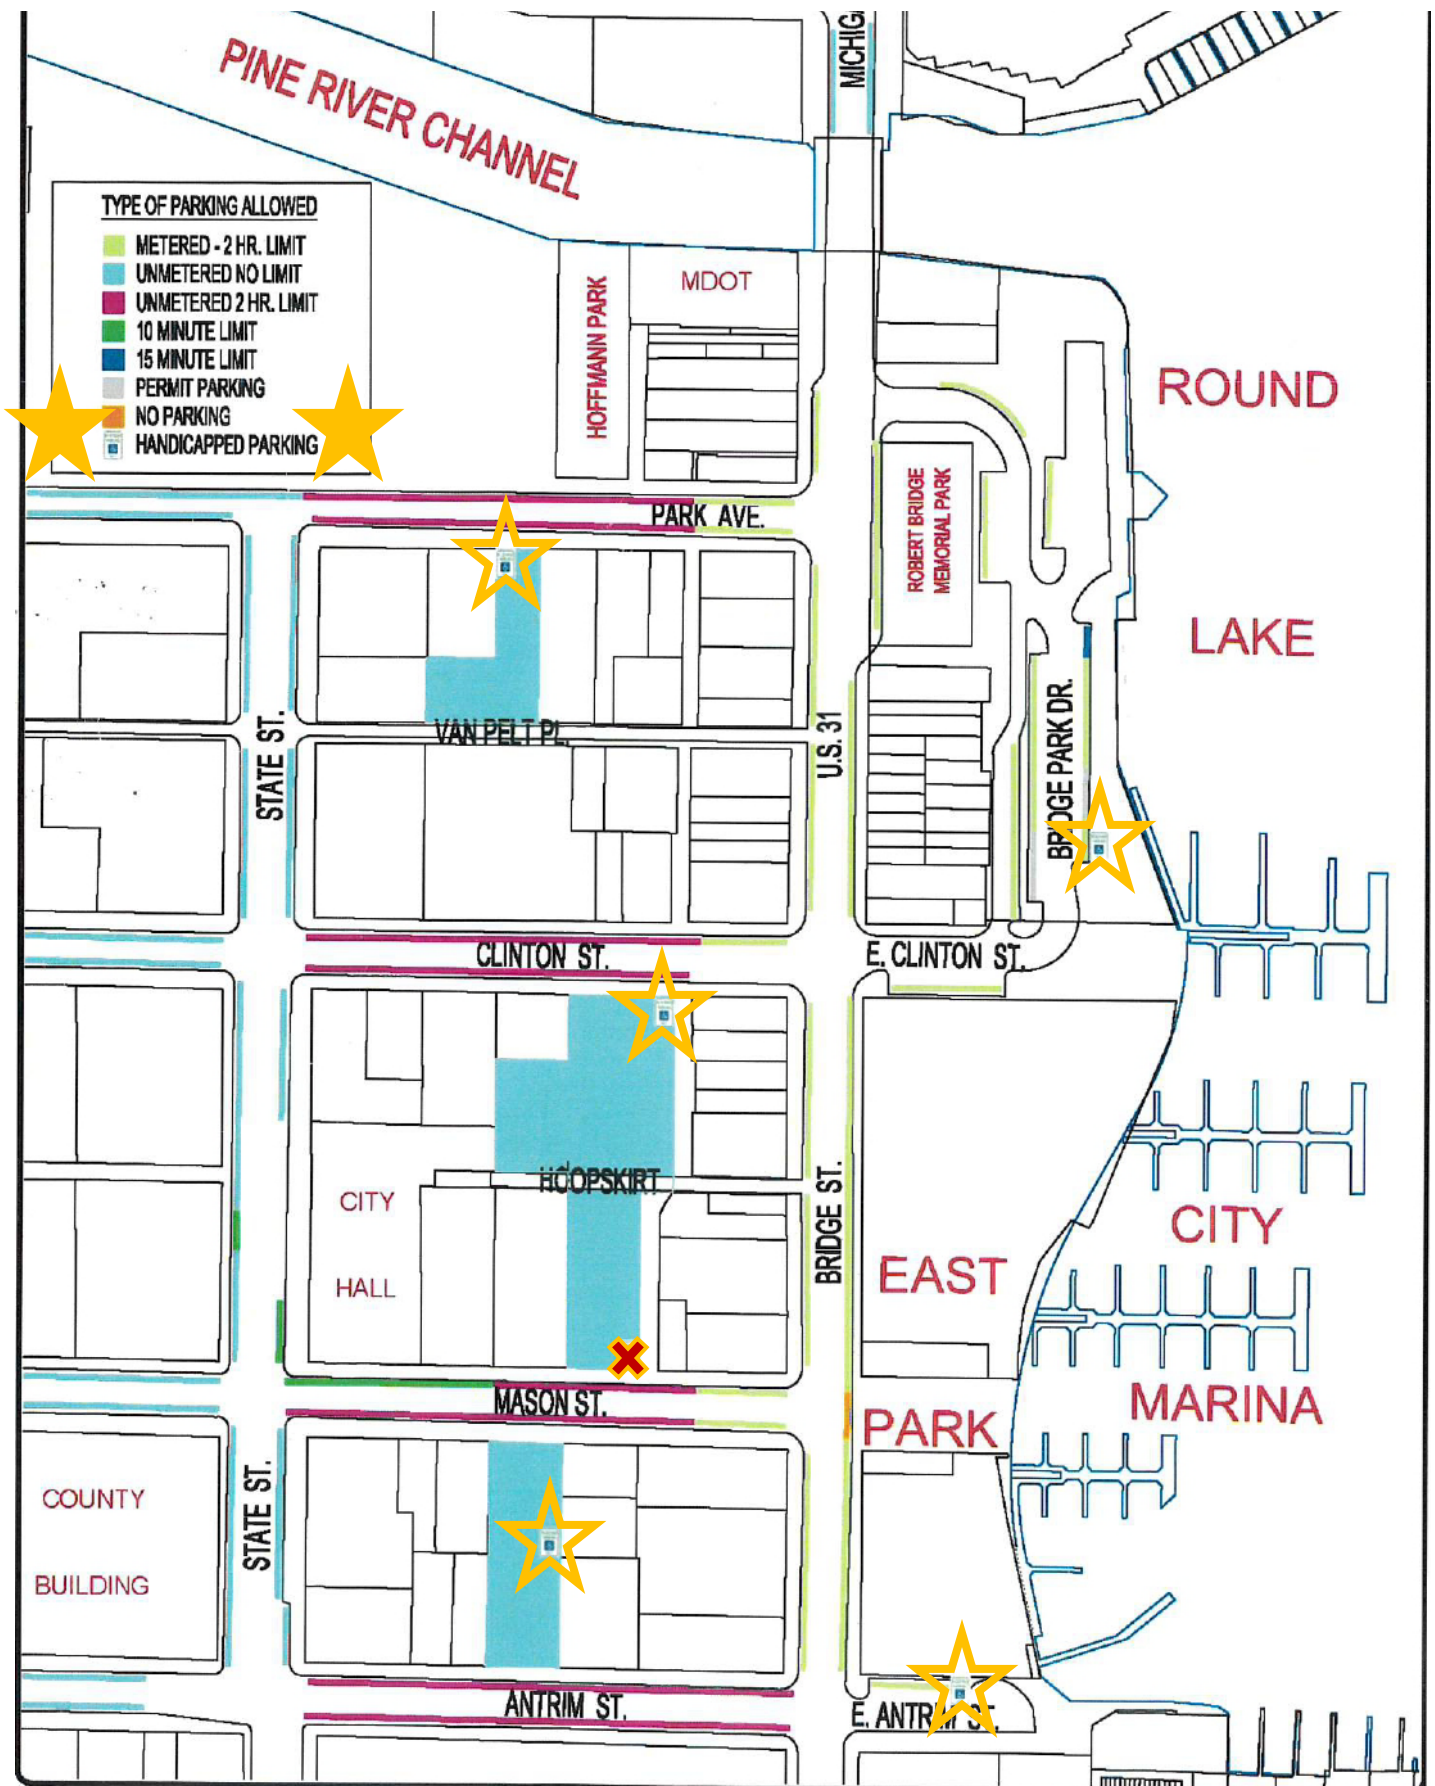 MICHIG
PINE RIVER CHANNEL
TYPE OF PARKING ALLOWED
METERED - 2 HR. LIMIT
UNMETERED NO LIMIT
UNMETERED 2 HR. LIMIT
10 MINUTE LIMIT
15 MINUTE LIMIT
PERMIT PARKING
NO PARKING
HANDICAPPED PARKING
HOFFMANN PARK
MDOT
ROUND
LAKE
PARK AVE.
ROBERT BRIDGE
MEMORIAL PARK
STATE ST.
VAN PELT PL.
U.S. 31
BRIDGE PARK DR.
CLINTON ST.
E. CLINTON ST.
CITY
HALL
HOOPSKIRT
BRIDGE ST.
EAST
PARK
CITY
MARINA
MASON ST.
COUNTY
BUILDING
STATE ST.
ANTRIM ST.
E. ANTRIM ST.